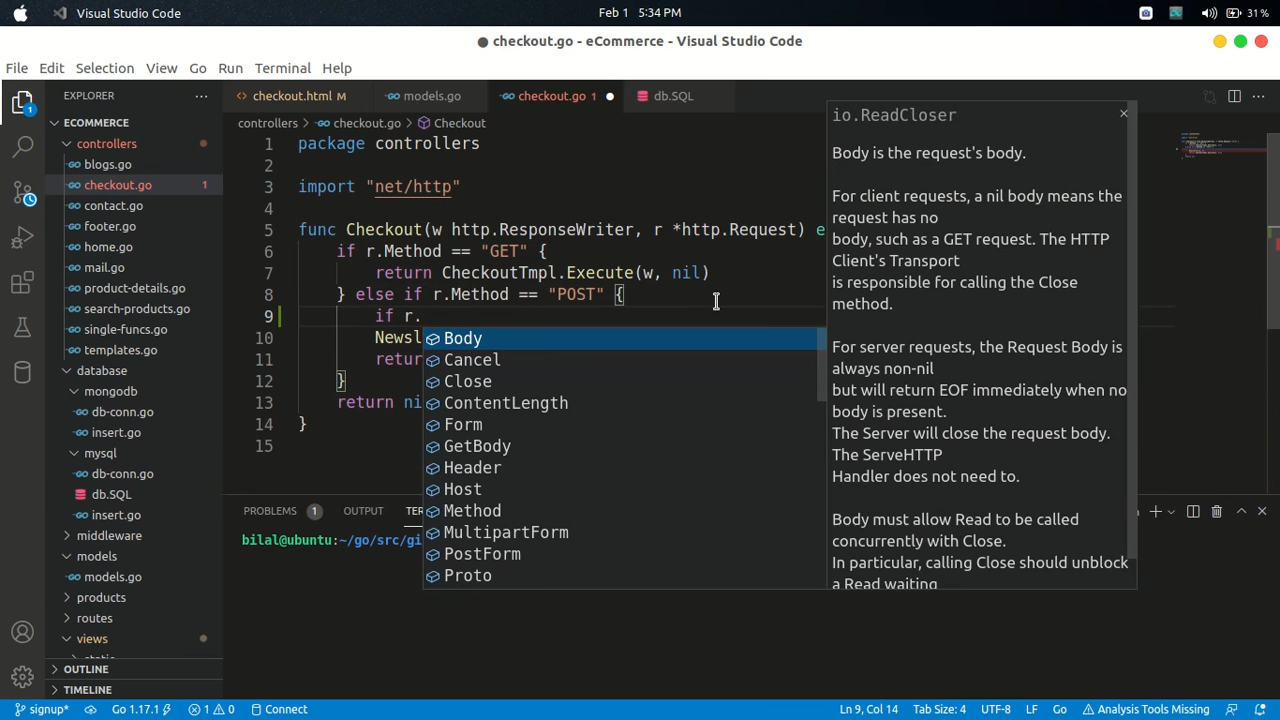 Visual Studio Code
Feb 1 5:34 PM
31 %
● checkout.go - eCommerce - Visual Studio Code
File Edit Selection View Go Run Terminal Help
EXPLORER
checkout.html M
models.go
checkout.go 1
db.SQL
controllers > checkout.go > Checkout
ECOMMERCE
controllers
blogs.go
checkout.go 1
contact.go
footer.go
home.go
mail.go
product-details.go
search-products.go
single-funcs.go
templates.go
database
mongodb
db-conn.go
insert.go
mysql
db-conn.go
db.SQL
insert.go
middleware
models
models.go
products
routes
views
OUTLINE
TIMELINE
1 package controllers
2
3 import "net/http"
4
5 func Checkout(w http.ResponseWriter, r *http.Request) e
6 if r.Method == "GET" {
7 return CheckoutTmpl.Execute(w, nil)
8 } else if r.Method == "POST" {
9 if r.
10 Newsl
11 retur
12 }
13 return ni
14 }
15
Body
Cancel
Close
ContentLength
Form
GetBody
Header
Host
Method
MultipartForm
PostForm
Proto
io.ReadCloser
Body is the request's body.
For client requests, a nil body means the
request has no
body, such as a GET request. The HTTP
Client's Transport
is responsible for calling the Close
method.
For server requests, the Request Body is
always non-nil
but will return EOF immediately when no
body is present.
The Server will close the request body.
The ServeHTTP
Handler does not need to.
Body must allow Read to be called
concurrently with Close.
In particular, calling Close should unblock
a Read waiting
PROBLEMS 1 OUTPUT TER
bilal@ubuntu:~/go/src/gi
signup* Go 1.17.1 1 0 Connect
Ln 9, Col 14 Tab Size: 4 UTF-8 LF Go Analysis Tools Missing